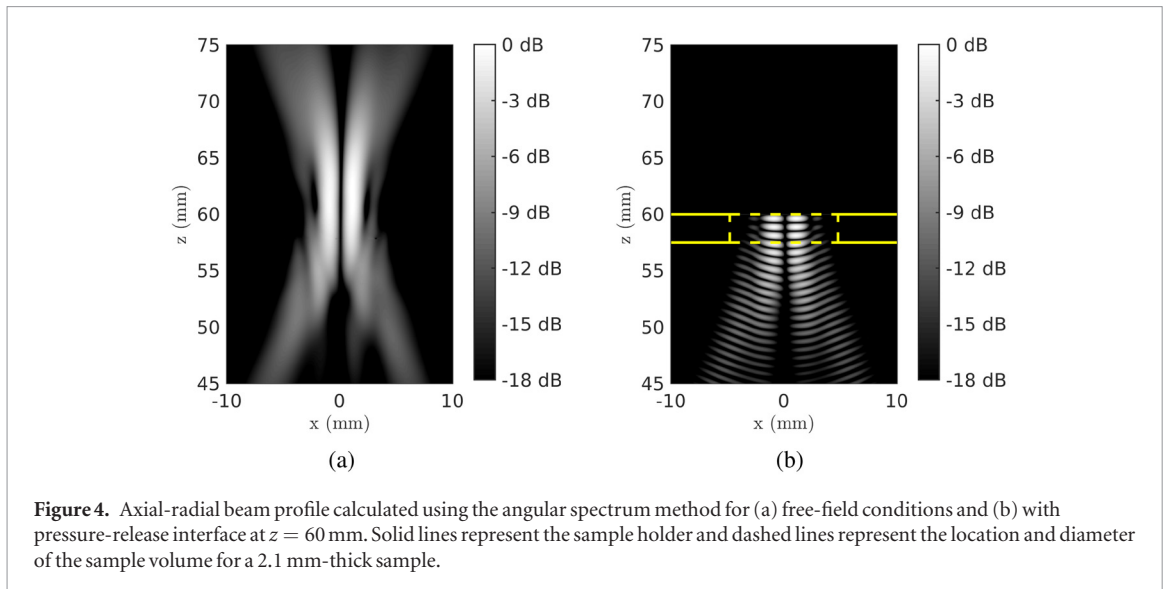 75
70
65
60
55
50
45
z (mm)
-10
0
10
x (mm)
0 dB
-3 dB
-6 dB
-9 dB
-12 dB
-15 dB
-18 dB
(a)
75
70
65
60
55
50
45
z (mm)
-10
0
10
x (mm)
0 dB
-3 dB
-6 dB
-9 dB
-12 dB
-15 dB
-18 dB
(b)
Figure 4. Axial-radial beam profile calculated using the angular spectrum method for (a) free-field conditions and (b) with
pressure-release interface at z = 60 mm. Solid lines represent the sample holder and dashed lines represent the location and diameter
of the sample volume for a 2.1 mm-thick sample.